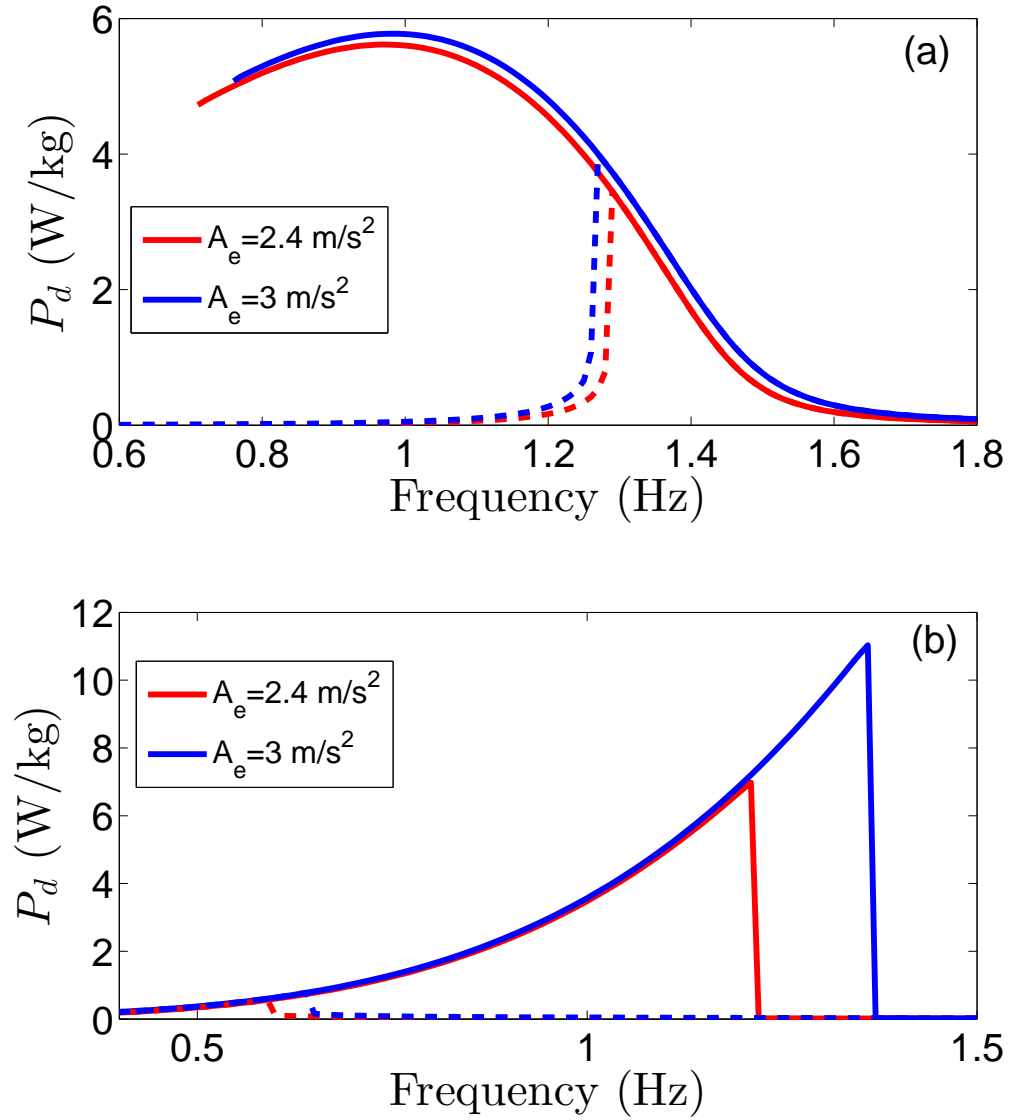 (a)
P_d (W/kg)
6
4
2
0
A_e=2.4 m/s^2
A_e=3 m/s^2
0.6 0.8 1 1.2 1.4 1.6 1.8
Frequency (Hz)
(b)
P_d (W/kg)
12
10
8
6
4
2
0
A_e=2.4 m/s^2
A_e=3 m/s^2
0.5 1 1.5
Frequency (Hz)